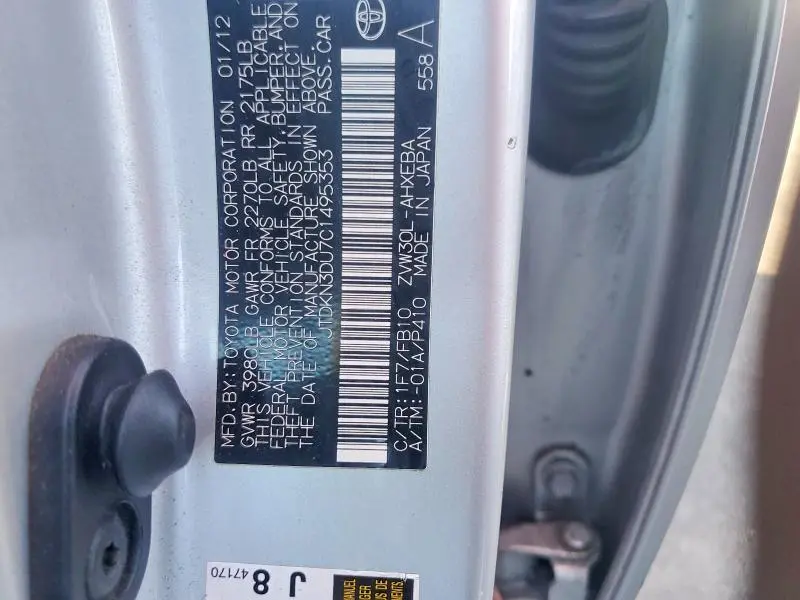 MFD.BY:TOYOTA MOTOR CORPORATION 01/12
GVWR 3980LB GAWR FR 2270LB RR 2175LB
THIS VEHICLE CONFORMS TO ALL APPLICABLE
FEDERAL MOTOR VEHICLE SAFETY,BUMPER,AND
THEFT PREVENTION STANDARDS IN EFFECT ON
THE DATE OF MANUFACTURE SHOWN ABOVE.
JTDKN3DU7C1495353 PASS.CAR
C/TR:1F7/FB10 ZVW30L-AHXEBA
A/TM:-01A/P410 MADE IN JAPAN 558 A
J 8
47170
MANUEL